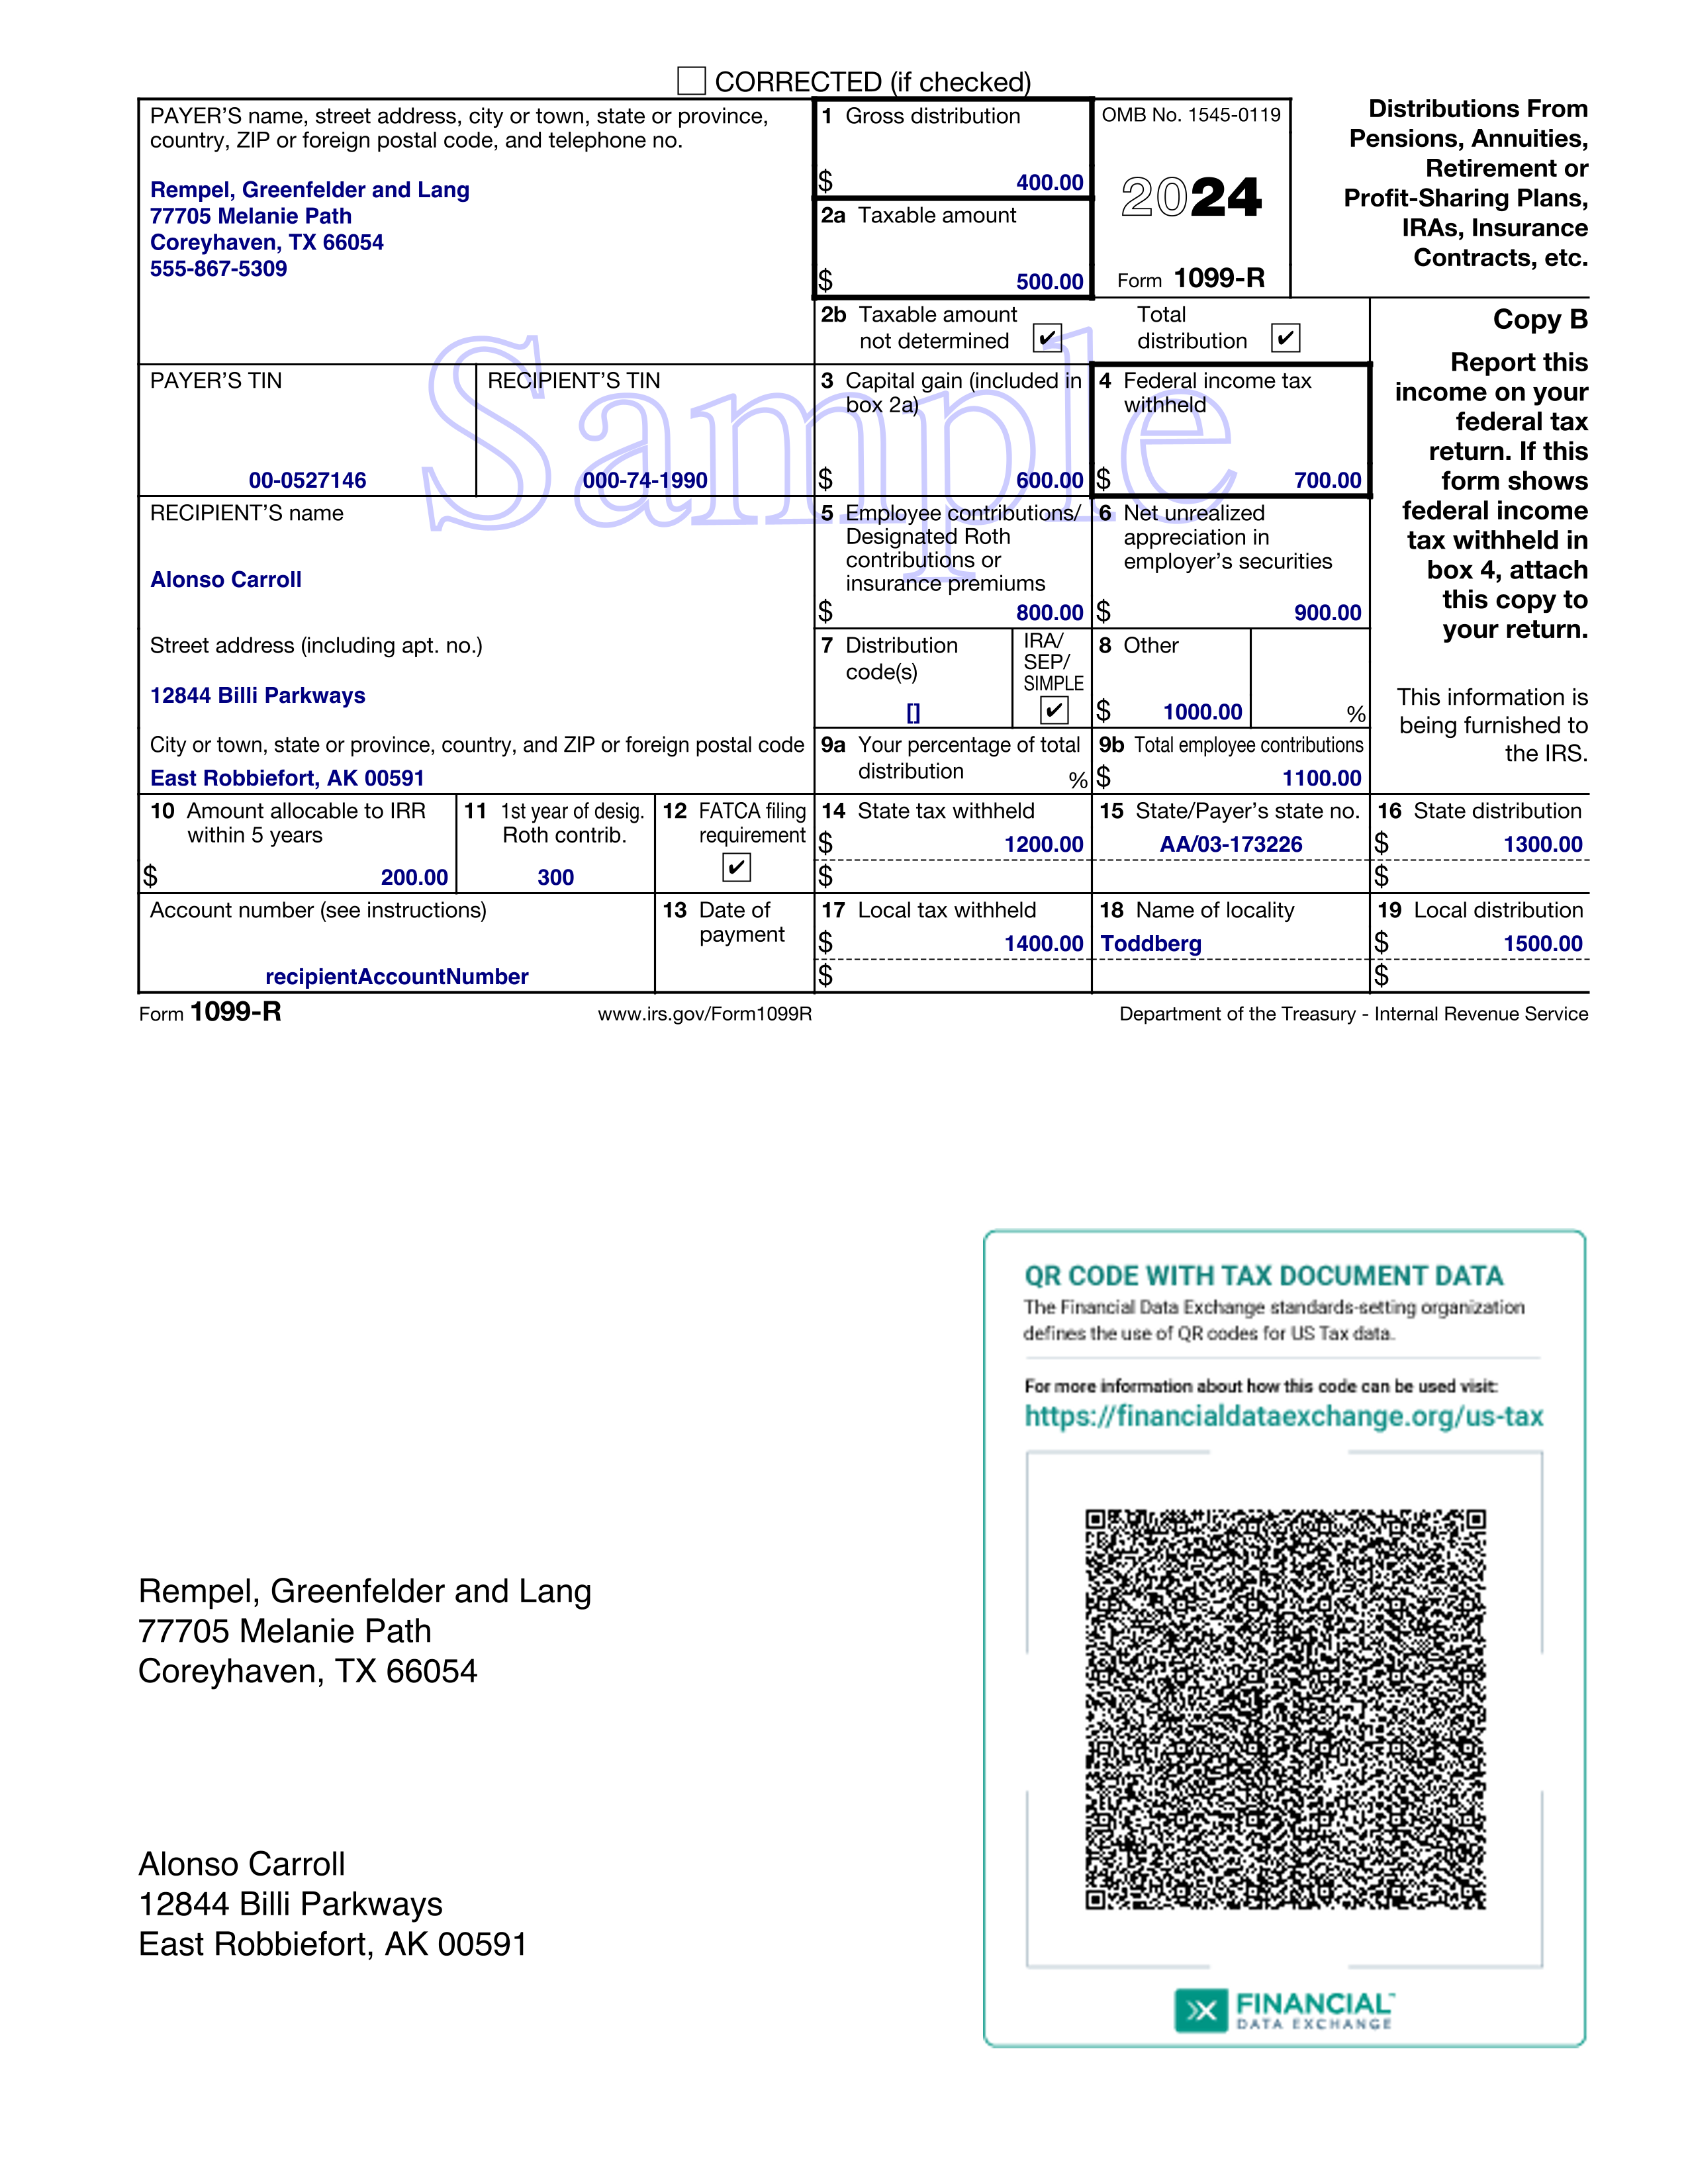 CORRECTED (if checked)
PAYER’S name, street address, city or town, state or province,
country, ZIP or foreign postal code, and telephone no.
Rempel, Greenfelder and Lang
77705 Melanie Path
Coreyhaven, TX 66054
555-867-5309
1 Gross distribution
$ 400.00
2a Taxable amount
$ 500.00
OMB No. 1545-0119
2024
Form 1099-R
Distributions From
Pensions, Annuities,
Retirement or
Profit-Sharing Plans,
IRAs, Insurance
Contracts, etc.
2b Taxable amount
not determined ✔
Total
distribution ✔
Copy B
Report this
income on your
federal tax
return. If this
form shows
federal income
tax withheld in
box 4, attach
this copy to
your return.
This information is
being furnished to
the IRS.
Sample
PAYER’S TIN
00-0527146
RECIPIENT’S TIN
000-74-1990
3 Capital gain (included in
box 2a)
$ 600.00
4 Federal income tax
withheld
$ 700.00
RECIPIENT’S name
Alonso Carroll
5 Employee contributions/
Designated Roth
contributions or
insurance premiums
$ 800.00
6 Net unrealized
appreciation in
employer’s securities
$ 900.00
Street address (including apt. no.)
12844 Billi Parkways
7 Distribution
code(s)
[]
IRA/
SEP/
SIMPLE
✔
8 Other
$ 1000.00
%
City or town, state or province, country, and ZIP or foreign postal code
East Robbiefort, AK 00591
9a Your percentage of total
distribution %
9b Total employee contributions
$ 1100.00
10 Amount allocable to IRR
within 5 years
$ 200.00
11 1st year of desig.
Roth contrib.
300
12 FATCA filing
requirement
✔
14 State tax withheld
$ 1200.00
$
15 State/Payer’s state no.
AA/03-173226
16 State distribution
$ 1300.00
$
Account number (see instructions)
recipientAccountNumber
13 Date of
payment
17 Local tax withheld
$ 1400.00
$
18 Name of locality
Toddberg
19 Local distribution
$ 1500.00
$
Form 1099-R
www.irs.gov/Form1099R
Department of the Treasury - Internal Revenue Service
QR CODE WITH TAX DOCUMENT DATA
The Financial Data Exchange standards-setting organization
defines the use of QR codes for US Tax data.
For more information about how this code can be used visit:
https://financialdataexchange.org/us-tax
FINANCIAL™
DATA EXCHANGE
Rempel, Greenfelder and Lang
77705 Melanie Path
Coreyhaven, TX 66054
Alonso Carroll
12844 Billi Parkways
East Robbiefort, AK 00591